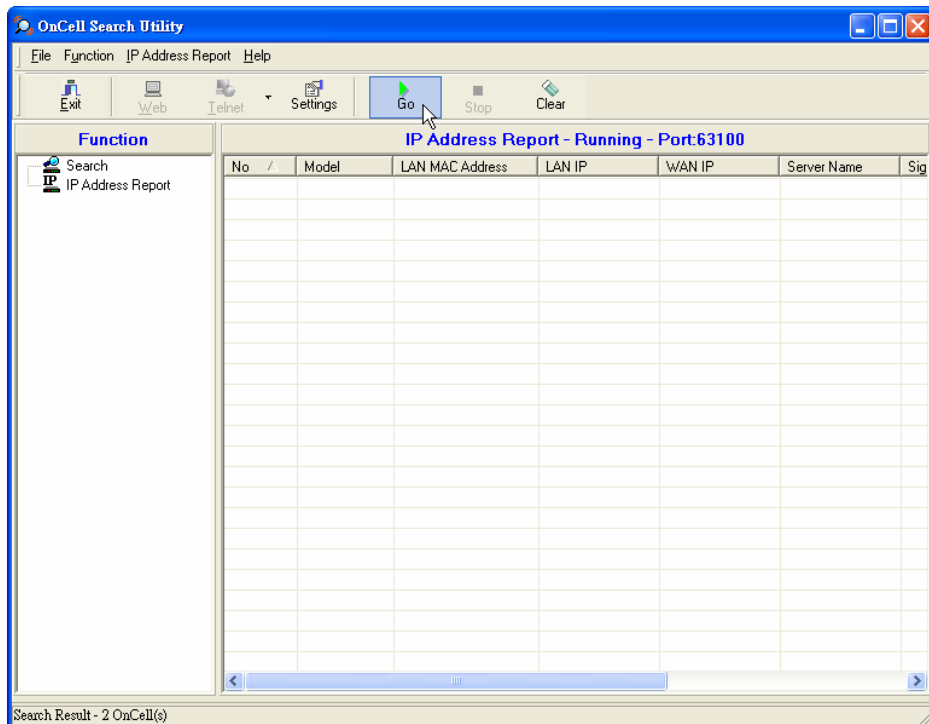 OnCell Search Utility
File Function IP Address Report Help
Exit Web Telnet Settings Go Stop Clear
Function
IP Address Report - Running - Port:63100
Search
IP Address Report
No Model LAN MAC Address LAN IP WAN IP Server Name Sig
Search Result - 2 OnCell(s)